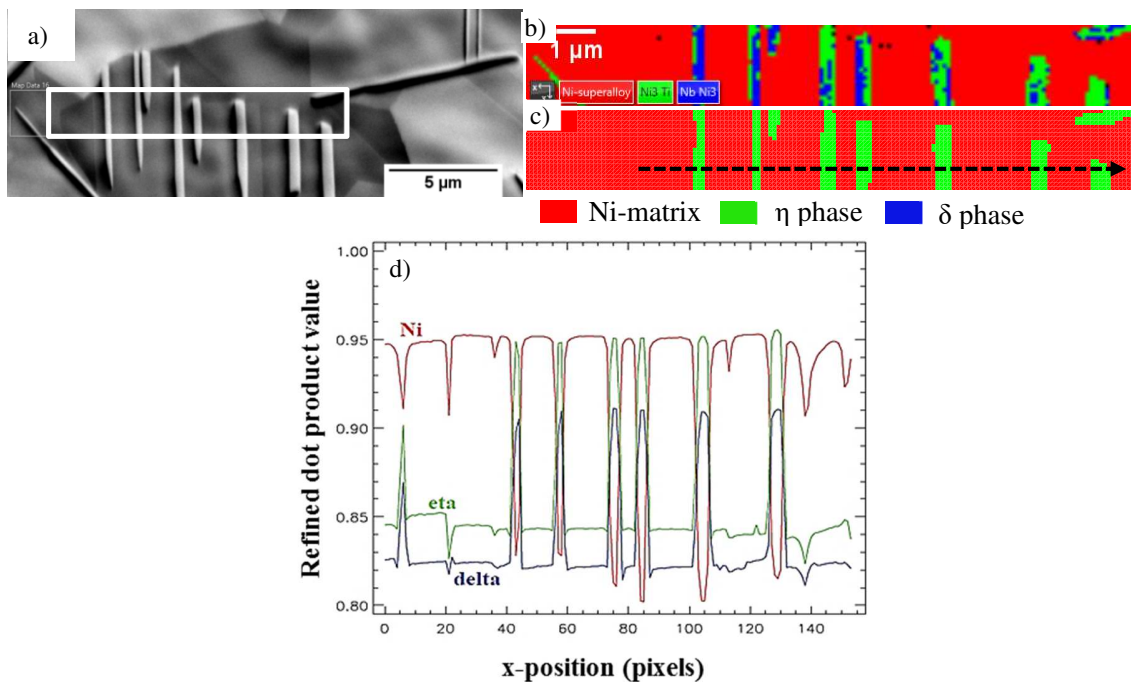 a)
Map Data 16
5 µm
b)
1 µm
Ni-superalloy Ni3 Ti Nb Ni3
c)
Ni-matrix η phase δ phase
d)
Refined dot product value
1.00
0.95
0.90
0.85
0.80
Ni
eta
delta
0 20 40 60 80 100 120 140
x-position (pixels)